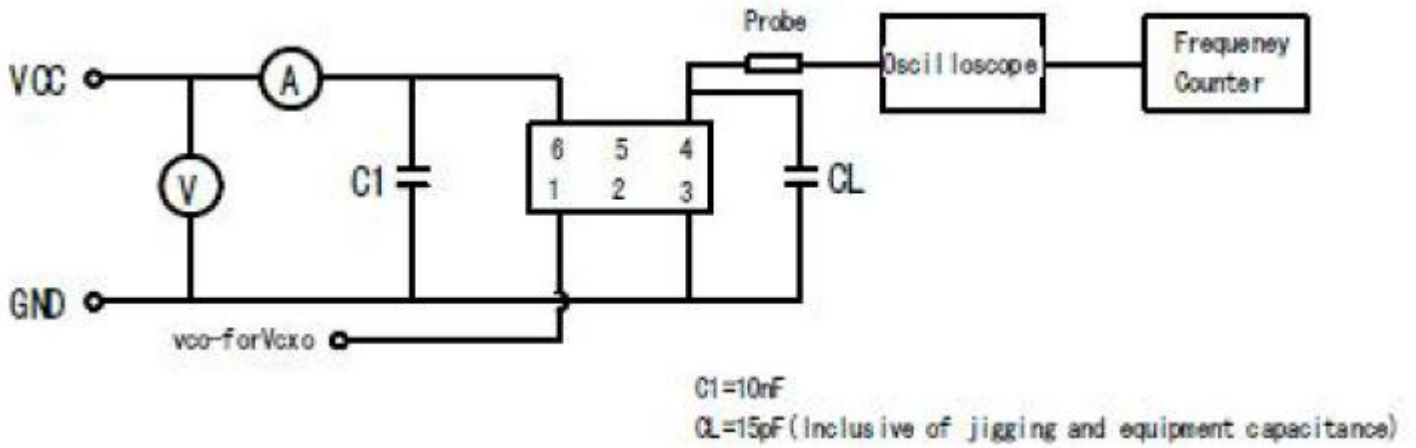 Probe
VCC
A
Oscilloscope
Frequeney
Counter
6 5 4
1 2 3
V
C1
CL
GND
vco-forVcxo
C1=10nF
CL=15pF(Inclusive of jigging and equipment capacitance)